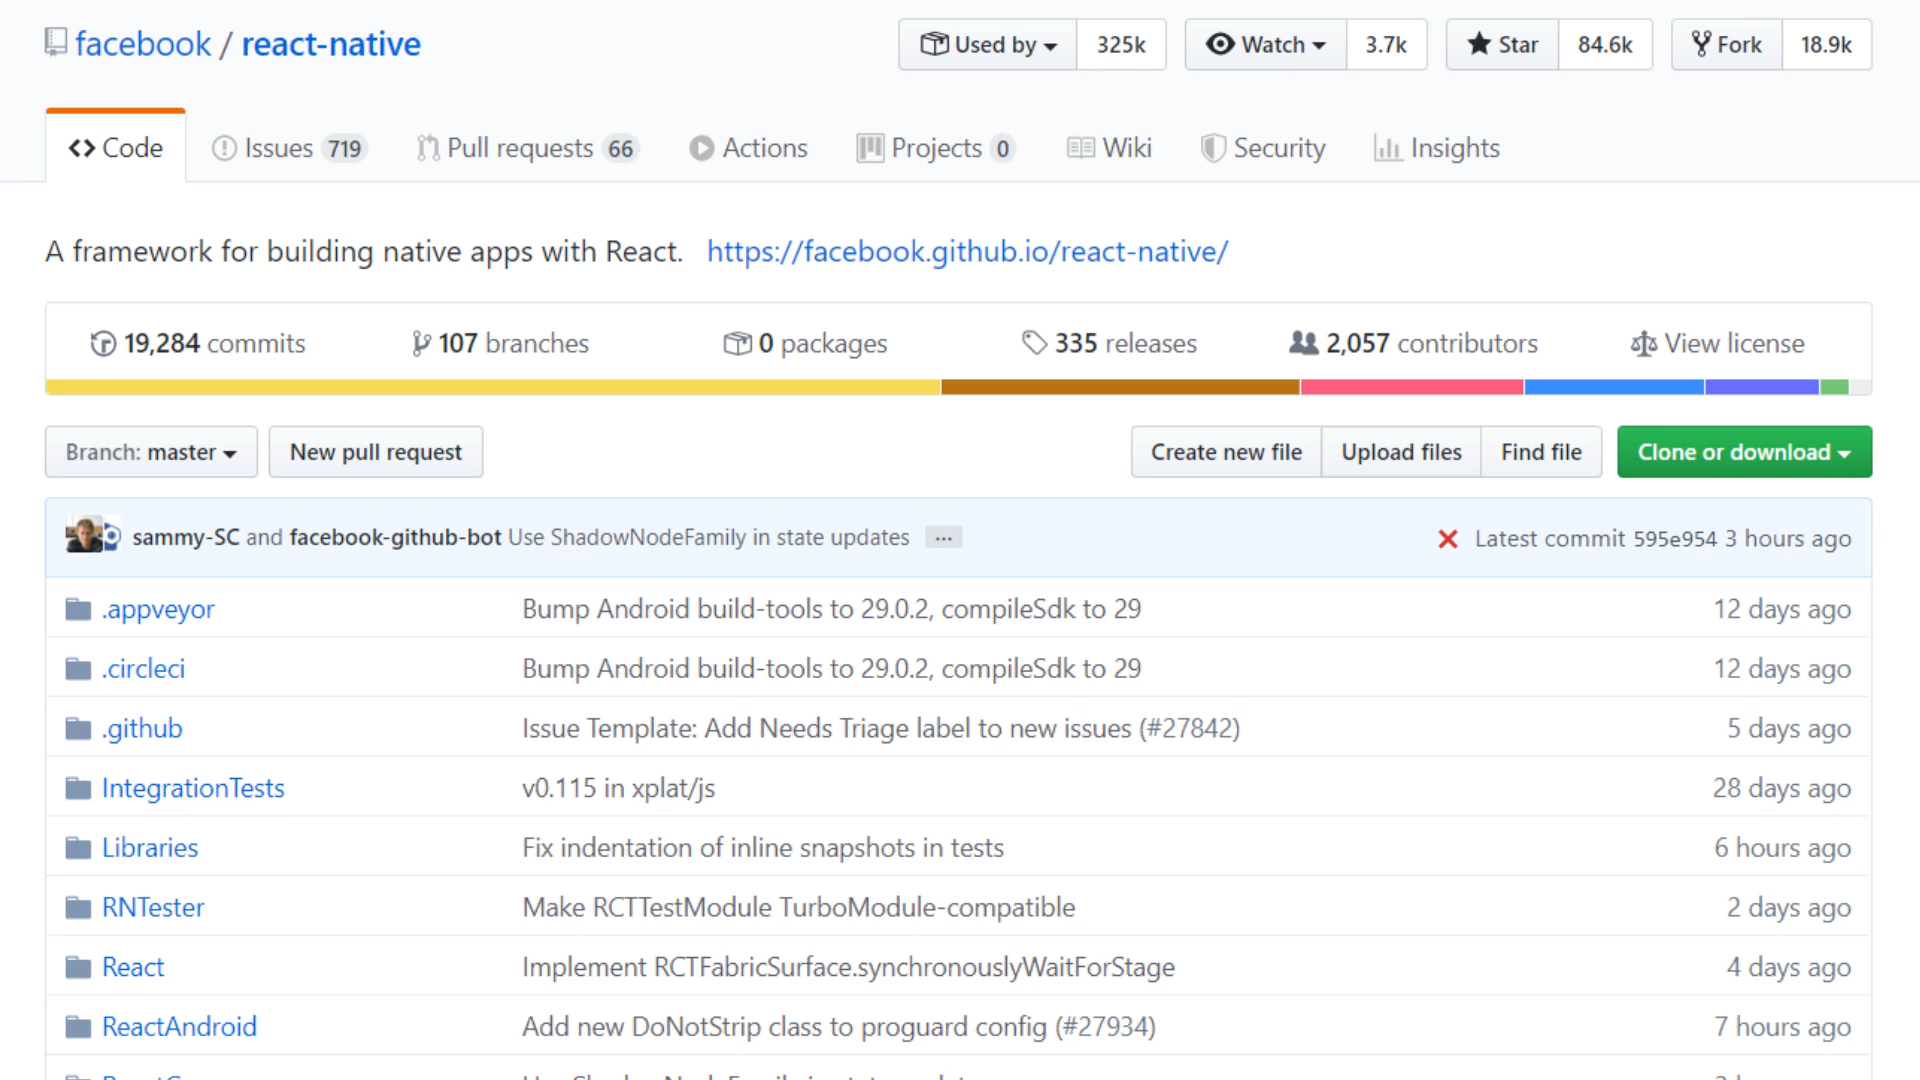 facebook / react-native
Used by 325k Watch 3.7k Star 84.6k Fork 18.9k
Code Issues 719 Pull requests 66 Actions Projects 0 Wiki Security Insights
A framework for building native apps with React. https://facebook.github.io/react-native/
19,284 commits 107 branches 0 packages 335 releases 2,057 contributors View license
Branch: master New pull request Create new file Upload files Find file Clone or download
sammy-SC and facebook-github-bot Use ShadowNodeFamily in state updates ... Latest commit 595e954 3 hours ago
.appveyor Bump Android build-tools to 29.0.2, compileSdk to 29 12 days ago
.circleci Bump Android build-tools to 29.0.2, compileSdk to 29 12 days ago
.github Issue Template: Add Needs Triage label to new issues (#27842) 5 days ago
IntegrationTests v0.115 in xplat/js 28 days ago
Libraries Fix indentation of inline snapshots in tests 6 hours ago
RNTester Make RCTTestModule TurboModule-compatible 2 days ago
React Implement RCTFabricSurface.synchronouslyWaitForStage 4 days ago
ReactAndroid Add new DoNotStrip class to proguard config (#27934) 7 hours ago